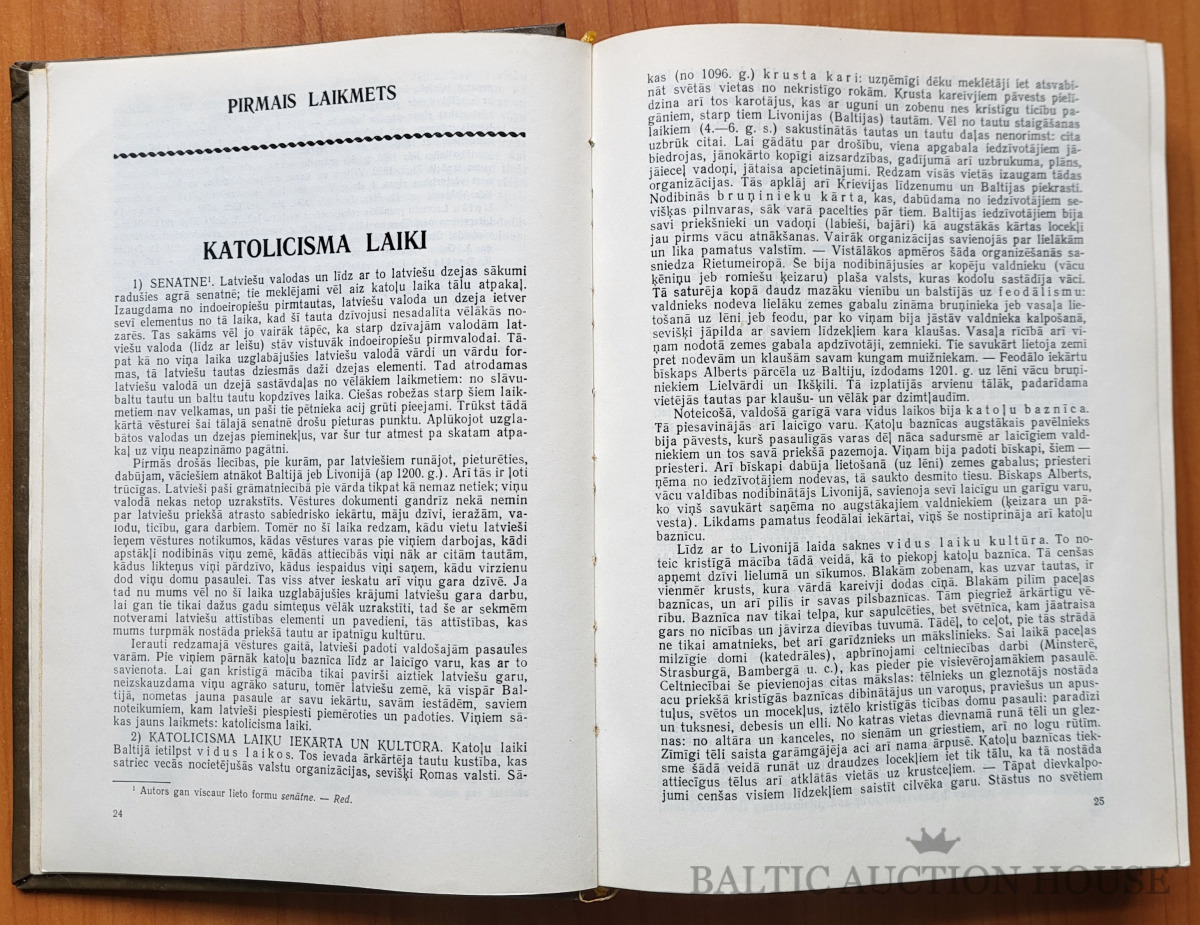 PIRMAIS LAIKMETS
KATOLICISMA LAIKI
1) SENATNE¹. Latviešu valodas un līdz ar to latviešu dzejas sākumi
radušies agrā senatnē; tie meklējami vēl aiz katoļu laika tālu atpakaļ.
Izaugdama no indoeiropiešu pirmtautas, latviešu valoda un dzeja ietver
sevī elementus no tā laika, kad šī tauta dzīvojusi nesadalīta vēlākās no-
zarēs. Tas sakāms vēl jo vairāk tāpēc, ka starp dzīvajām valodām lat-
viešu valoda (līdz ar leišu) stāv vistuvāk indoeiropiešu pirmvalodai. Tā-
pat kā no viņa laika uzglabājušies latviešu valodā vārdi un vārdu for-
mas, tā latviešu tautas dziesmās daži dzejas elementi. Tad atrodamas
latviešu valodā un dzejā sastāvdaļas no vēlākiem laikmetiem: no slāvu-
baltu tautu un baltu tautu kopdzīves laika. Ciešas robežas starp šiem laik-
metiem nav velkamas, un paši tie pētnieka acij grūti pieejami. Trūkst tādā
kārtā vēsturei šai tālajā senatnē drošu pieturas punktu. Aplūkojot uzgla-
bātos valodas un dzejas pieminekļus, var šur tur atmest pa skatam atpa-
kaļ uz viņu neapzināmo pagātni.
Pirmās drošās liecības, pie kurām, par latviešiem runājot, pieturēties,
dabūjam, vāciešiem atnākot Baltijā jeb Livonijā (ap 1200. g.). Arī tās ir ļoti
trūcīgas. Latvieši paši grāmatniecībā pie vārda tikpat kā nemaz netiek; viņu
valodā nekas netop uzrakstīts. Vēstures dokumenti gandrīz nekā nemin
par latviešu priekšā atrasto sabiedrisko iekārtu, māju dzīvi, ieražām, va-
lodu, ticību, gara darbiem. Tomēr no šī laika redzam, kādu vietu latvieši
ieņem vēstures notikumos, kādas vēstures varas pie viņiem darbojas, kādi
apstākļi nodibinās viņu zemē, kādās attiecībās viņi nāk ar citām tautām,
kādus likteņus viņi pārdzīvo, kādus iespaidus viņi saņem, kādu virzienu
dod viņu domu pasaulei. Tas viss atver ieskatu arī viņu gara dzīvē. Ja
tad nu mums vēl no šī laika uzglabājušies krājumi latviešu gara darbu,
lai gan tie tikai dažus gadu simteņus vēlāk uzrakstīti, tad še ar sekmēm
notverami latviešu attīstības elementi un pavedieni, tās attīstības, kas
mums turpmāk nostāda priekšā tautu ar īpatnīgu kultūru.
Ierauti redzamajā vēstures gaitā, latvieši padoti valdošajām pasaules
varām. Pie viņiem pārnāk katoļu baznīca līdz ar laicīgo varu, kas ar to
savienota. Lai gan kristīgā mācība tikai pavirši aiztiek latviešu garu,
neizskauzdama viņu agrāko saturu, tomēr latviešu zemē, kā vispār Bal-
tijā, nometas jauna pasaule ar savu iekārtu, savām iestādēm, saviem
noteikumiem, kam latvieši piespiesti piemēroties un padoties. Viņiem sā-
kas jauns laikmets: katolicisma laiki.
2) KATOLICISMA LAIKU IEKĀRTA UN KULTŪRA. Katoļu laiki
Baltijā ietilpst vidus laikos. Tos ievada ārkārtēja tautu kustība, kas
satriec vecās nocietējušās valstu organizācijas, sevišķi Romas valsti. Sā-
¹ Autors gan viscaur lieto formu senātne. — Red.
24
kas (no 1096. g.) krusta kari: uzņēmīgi dēku meklētāji iet atsvabi-
nāt svētās vietas no nekristīgo rokām. Krusta kareivjiem pāvests pielī-
dzina arī tos karotājus, kas ar uguni un zobenu nes kristīgu ticību pa-
gāniem, starp tiem Livonijas (Baltijas) tautām. Vēl no tautu staigāšanas
laikiem (4.—6. g. s.) sakustinātās tautas un tautu daļas nenorimst: cita
uzbrūk citai. Lai gādātu par drošību, viena apgabala iedzīvotājiem jā-
biedrojas, jānokārto kopīgi aizsardzības, gadījumā arī uzbrukuma, plāns,
jāieceļ vadoņi, jātaisa apcietinājumi. Redzam visās vietās izaugam tādas
organizācijas. Tās apklāj arī Krievijas līdzenumu un Baltijas piekrasti.
Nodibinās bruņinieku kārta, kas, dabūdama no iedzīvotājiem se-
višķas pilnvaras, sāk varā pacelties pār tiem. Baltijas iedzīvotājiem bija
savi priekšnieki un vadoņi (labieši, bajāri) kā augstākās kārtas locekļi
jau pirms vācu atnākšanas. Vairāk organizācijas savienojās par lielākām
un lika pamatus valstīm. — Vistālākos apmēros šāda organizēšanās sa-
sniedza Rietumeiropā. Še bija nodibinājusies ar kopēju valdnieku (vācu
ķēniņu jeb romiešu ķeizaru) plaša valsts, kuras kodolu sastādīja vāci.
Tā saturēja kopā daudz mazāku vienību un balstījās uz feodālismu:
valdnieks nodeva lielāku zemes gabalu zināma bruņinieka jeb vasaļa lie-
tošanā uz lēni jeb feodu, par ko viņam bija jāstāv valdnieka kalpošanā,
sevišķi jāpilda ar saviem līdzekļiem kara klaušas. Vasaļa rīcībā arī vi-
ņam nodotā zemes gabala apdzīvotāji, zemnieki. Tie savukārt lietoja zemi
pret nodevām un klaušām savam kungam muižniekam. — Feodālo iekārtu
bīskaps Alberts pārcēla uz Baltiju, izdodams 1201. g. uz lēni vācu bruņi-
niekiem Lielvārdi un Ikšķili. Tā izplatījās arvienu tālāk, padarīdama
vietējās tautas par klaušu- un vēlāk par dzimtļaudīm.
Noteicošā, valdošā garīgā vara vidus laikos bija katoļu baznīca.
Tā piesavinājās arī laicīgo varu. Katoļu baznīcas augstākais pavēlnieks
bija pāvests, kurš pasaulīgās varas dēļ nāca sadursmē ar laicīgiem vald-
niekiem un tos savā priekšā pazemoja. Viņam bija padoti bīskapi, šiem —
priesteri. Arī bīskapi dabūja lietošanā (uz lēni) zemes gabalus; priesteri
ņēma no iedzīvotājiem nodevas, tā saukto desmito tiesu. Bīskaps Alberts,
vācu valdības nodibinātājs Livonijā, savienoja sevī laicīgu un garīgu varu,
ko viņš savukārt saņēma no augstākajiem valdniekiem (ķeizara un pā-
vesta). Likdams pamatus feodālai iekārtai, viņš še nostiprināja arī katoļu
baznīcu.
Līdz ar to Livonijā laida saknes vidus laiku kultūra. To no-
teic kristīgā mācība tādā veidā, kā to piekopj katoļu baznīca. Tā cenšas
apņemt dzīvi lielumā un sīkumos. Blakām zobenam, kas uzvar tautas, ir
vienmēr krusts, kura vārdā kareivji dodas cīņā. Blakām pilīm paceļas
baznīcas, un arī pilīs ir savas pilsbaznīcas. Tām piegriež ārkārtīgu vē-
rību. Baznīca nav tikai telpa, kur sapulcēties, bet svētnīca, kam jāatraisa
gars no nīcības un jāvirza dievības tuvumā. Tādēļ, to ceļot, pie tās strādā
ne tikai amatnieks, bet arī garīdznieks un mākslinieks. Šai laikā paceļas
milzīgie domi (katedrāles), apbrīnojami celtniecības darbi (Minsterē,
Strasburgā, Bambergā u. c.), kas pieder pie visievērojamākiem pasaulē.
Celtniecībai še pievienojas citas mākslas: tēlnieks un gleznotājs nostāda
acu priekšā kristīgās baznīcas dibinātājus un varoņus, praviešus un apus-
tuļus, svētos un mocekļus, iztēlo kristīgās ticības domu pasauli: paradīzi
un tuksnesi, debesis un elli. No katras vietas dievnamā runā tēli un glez-
nas: no altāra un kanceles, no sienām un griestiem, arī no logu rūtīm.
Zīmīgi tēli saista garāmgājēja aci arī nama ārpusē. Katoļu baznīcas tiek-
sme šādā veidā runāt uz draudzes locekļiem iet tik tālu, ka tā nostāda
attiecīgus tēlus arī atklātās vietās uz krustceļiem. — Tāpat dievkalpo-
jumi cenšas visiem līdzekļiem saistīt cilvēka garu. Stāstus no svētiem
25
BALTIC AUCTION HOUSE